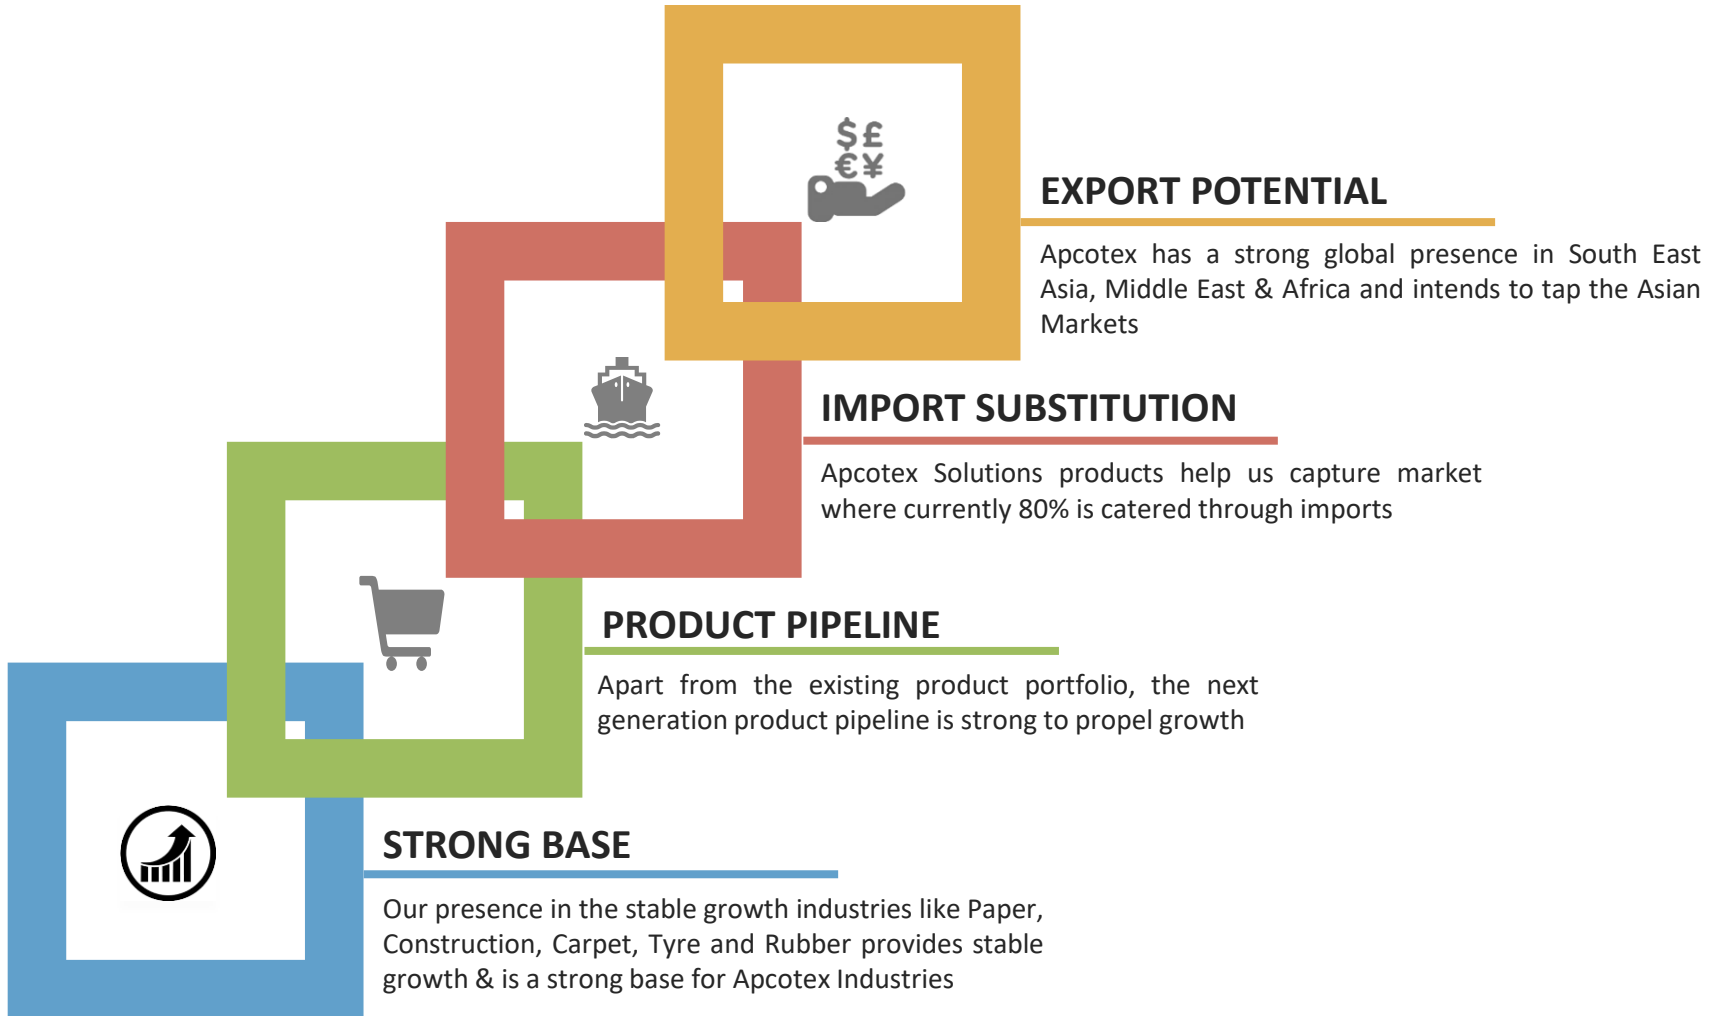 $ £
€ ¥
EXPORT POTENTIAL
Apcotex has a strong global presence in South East
Asia, Middle East & Africa and intends to tap the Asian
Markets
IMPORT SUBSTITUTION
Apcotex Solutions products help us capture market
where currently 80% is catered through imports
PRODUCT PIPELINE
Apart from the existing product portfolio, the next
generation product pipeline is strong to propel growth
STRONG BASE
Our presence in the stable growth industries like Paper,
Construction, Carpet, Tyre and Rubber provides stable
growth & is a strong base for Apcotex Industries